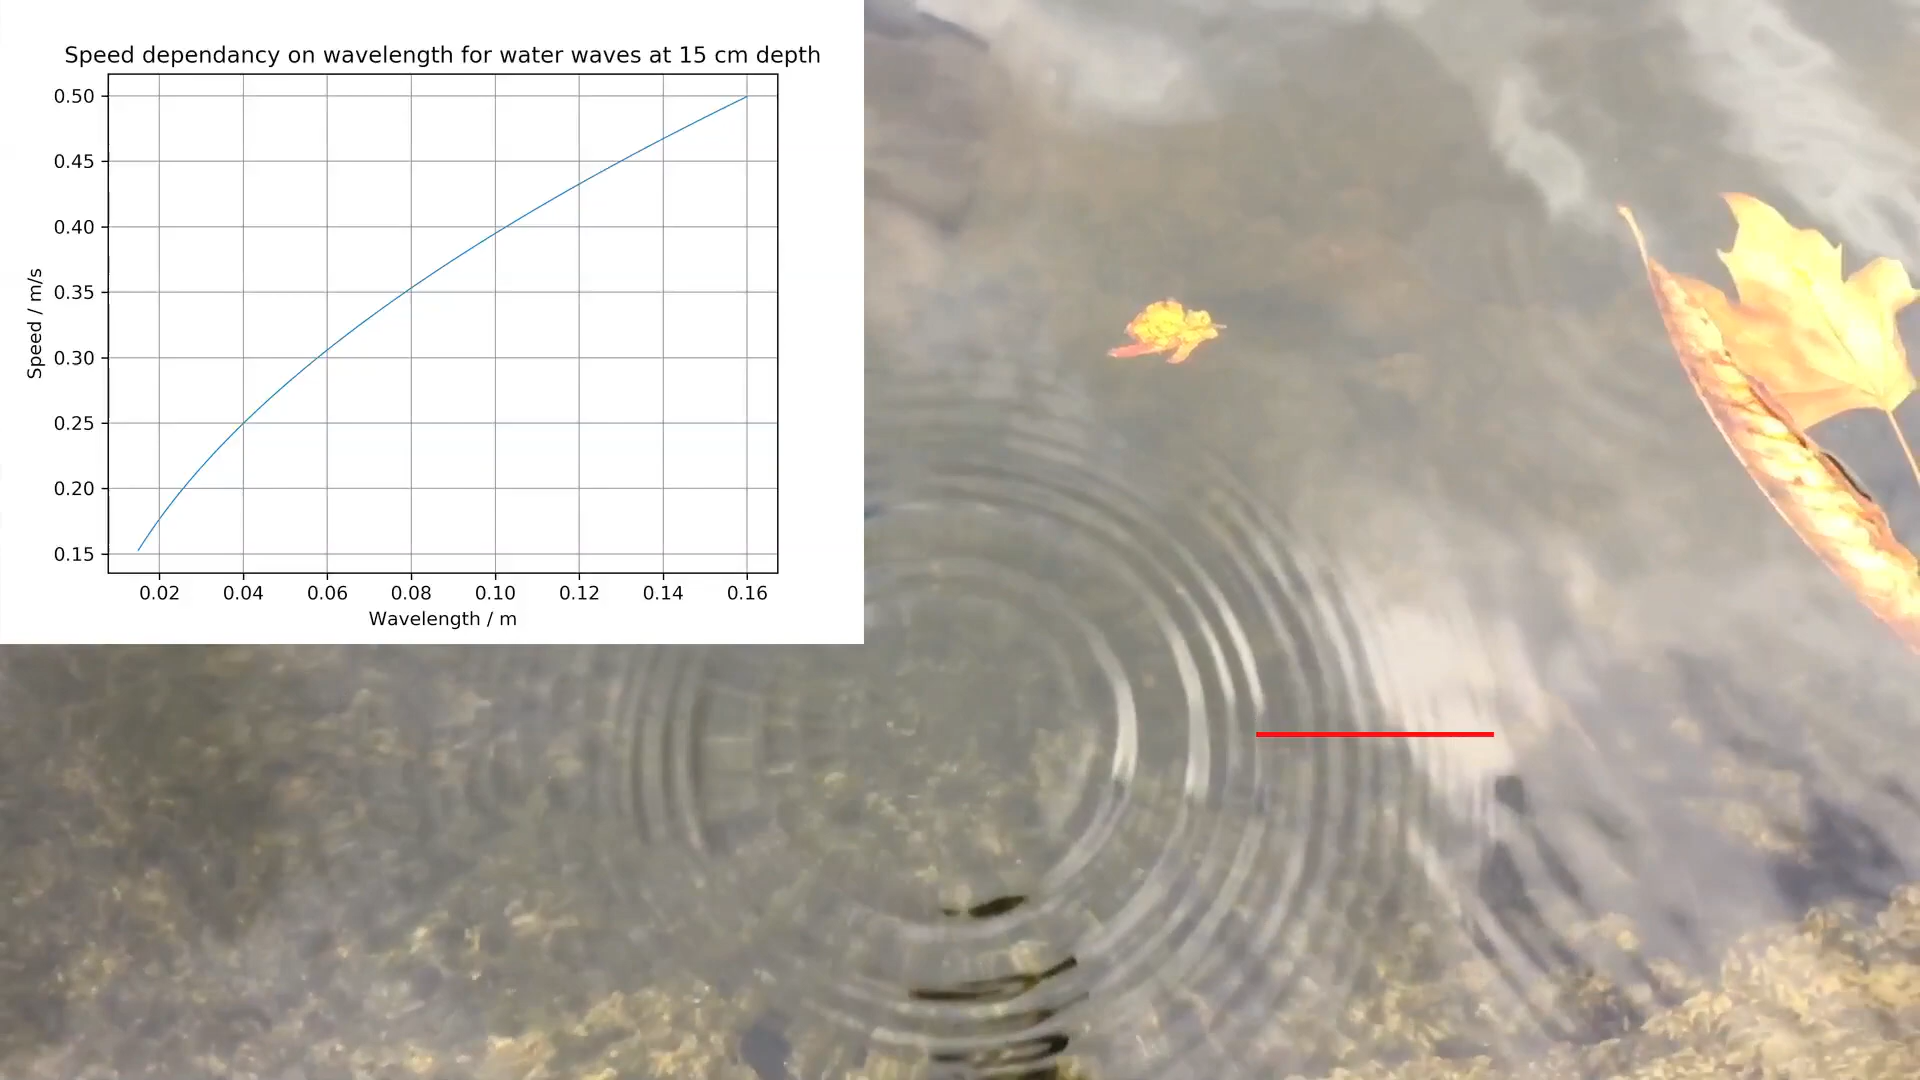 Speed dependancy on wavelength for water waves at 15 cm depth
0.50
0.45
0.40
0.35
0.30
0.25
0.20
0.15
Speed / m/s
0.02 0.04 0.06 0.08 0.10 0.12 0.14 0.16
Wavelength / m